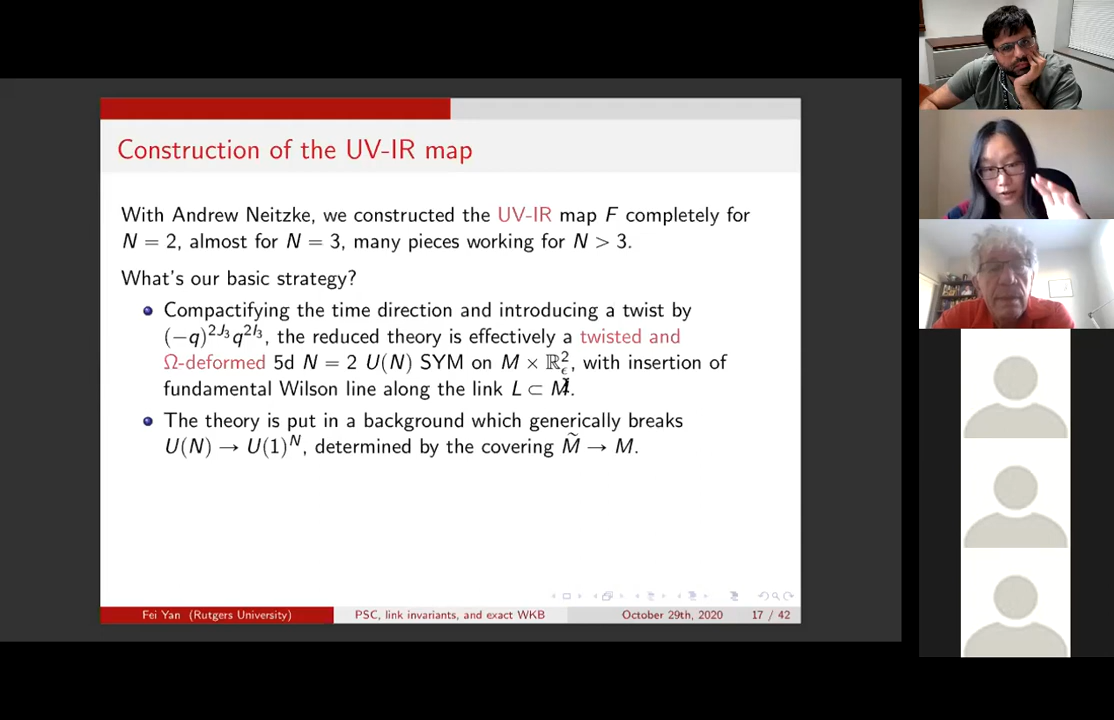 Construction of the UV-IR map
With Andrew Neitzke, we constructed the UV-IR map F completely for
N = 2, almost for N = 3, many pieces working for N > 3.
What's our basic strategy?
Compactifying the time direction and introducing a twist by
(−q)^{2J₃}q^{2I₃}, the reduced theory is effectively a twisted and
Ω-deformed 5d N = 2 U(N) SYM on M × ℝ²_ϵ, with insertion of
fundamental Wilson line along the link L ⊂ M.
The theory is put in a background which generically breaks
U(N) → U(1)^N, determined by the covering M̃ → M.
Fei Yan (Rutgers University) PSC, link invariants, and exact WKB October 29th, 2020 17 / 42